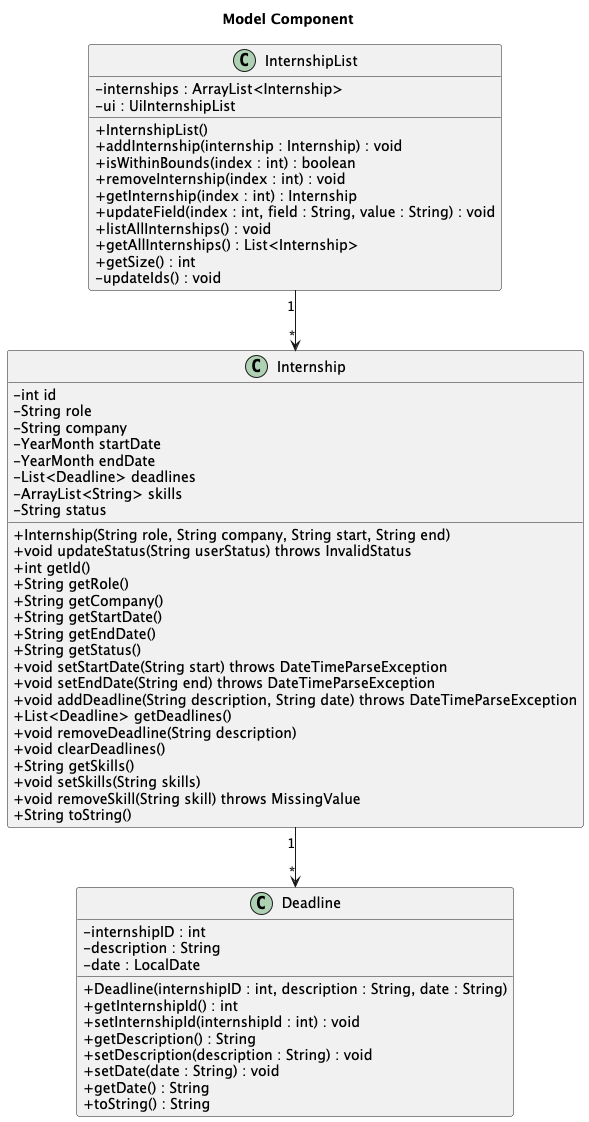 Model Component
C InternshipList
-internships : ArrayList<Internship>
-ui : UiInternshipList
+InternshipList()
+addInternship(internship : Internship) : void
+isWithinBounds(index : int) : boolean
+removeInternship(index : int) : void
+getInternship(index : int) : Internship
+updateField(index : int, field : String, value : String) : void
+listAllInternships() : void
+getAllInternships() : List<Internship>
+getSize() : int
-updateIds() : void
1
*
C Internship
-int id
-String role
-String company
-YearMonth startDate
-YearMonth endDate
-List<Deadline> deadlines
-ArrayList<String> skills
-String status
+Internship(String role, String company, String start, String end)
+void updateStatus(String userStatus) throws InvalidStatus
+int getId()
+String getRole()
+String getCompany()
+String getStartDate()
+String getEndDate()
+String getStatus()
+void setStartDate(String start) throws DateTimeParseException
+void setEndDate(String end) throws DateTimeParseException
+void addDeadline(String description, String date) throws DateTimeParseException
+List<Deadline> getDeadlines()
+void removeDeadline(String description)
+void clearDeadlines()
+String getSkills()
+void setSkills(String skills)
+void removeSkill(String skill) throws MissingValue
+String toString()
1
*
C Deadline
-internshipID : int
-description : String
-date : LocalDate
+Deadline(internshipID : int, description : String, date : String)
+getInternshipId() : int
+setInternshipId(internshipId : int) : void
+getDescription() : String
+setDescription(description : String) : void
+setDate(date : String) : void
+getDate() : String
+toString() : String